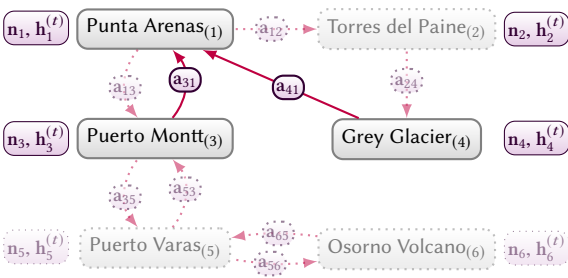 n₁, h₁⁽ᵗ⁾ Punta Arenas₍₁₎ a₁₂ Torres del Paine₍₂₎ n₂, h₂⁽ᵗ⁾
a₁₃ a₃₁ a₄₁ a₂₄
n₃, h₃⁽ᵗ⁾ Puerto Montt₍₃₎ Grey Glacier₍₄₎ n₄, h₄⁽ᵗ⁾
a₃₅ a₅₃
n₅, h₅⁽ᵗ⁾ Puerto Varas₍₅₎ a₆₅ a₅₆ Osorno Volcano₍₆₎ n₆, h₆⁽ᵗ⁾